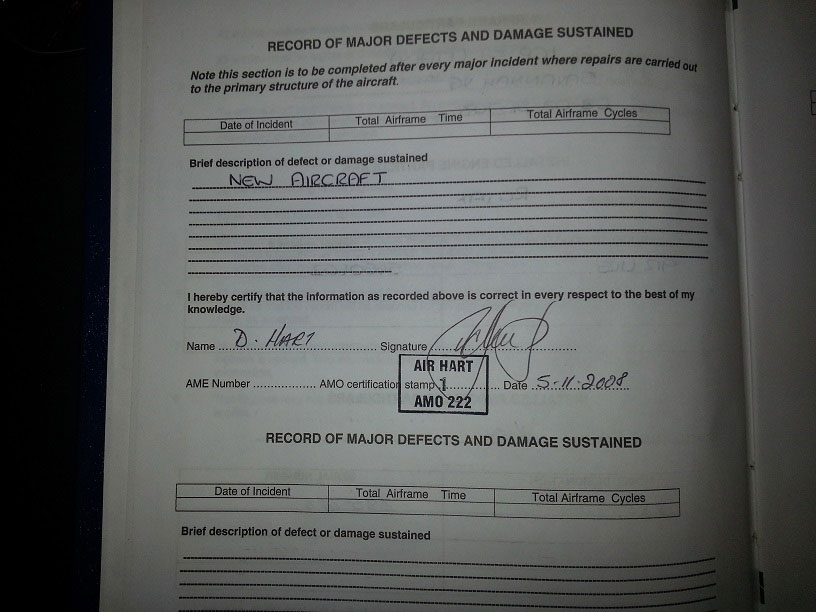 RECORD OF MAJOR DEFECTS AND DAMAGE SUSTAINED
Note this section is to be completed after every major incident where repairs are carried out
to the primary structure of the aircraft.
Date of Incident Total Airframe Time Total Airframe Cycles
Brief description of defect or damage sustained
NEW AIRCRAFT
I hereby certify that the information as recorded above is correct in every respect to the best of my
knowledge.
Name D. HART Signature
AIR HART
AME Number AMO certification stamp 1 Date 5-11-2008
AMO 222
RECORD OF MAJOR DEFECTS AND DAMAGE SUSTAINED
Date of Incident Total Airframe Time Total Airframe Cycles
Brief description of defect or damage sustained